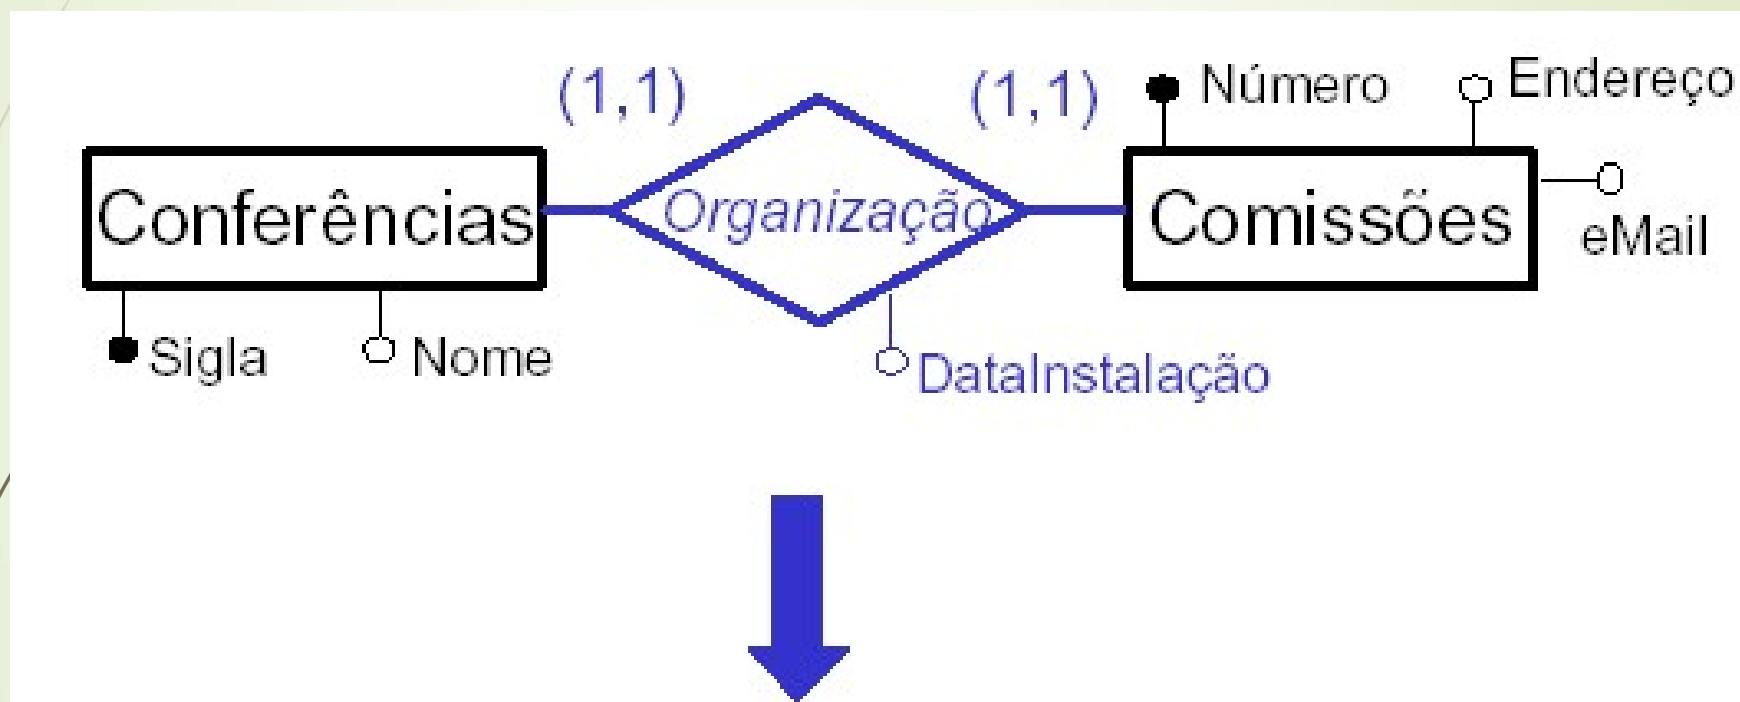 (1,1)
(1,1)
Número
Endereço
Conferências
Organização
Comissões
eMail
Sigla
Nome
DataInstalação